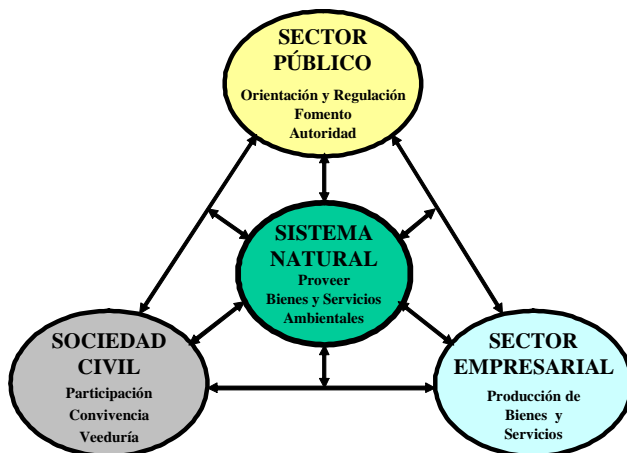 SECTOR
PÚBLICO
Orientación y Regulación
Fomento
Autoridad
SISTEMA
NATURAL
Proveer
Bienes y Servicios
Ambientales
SOCIEDAD
CIVIL
Participación
Convivencia
Veeduría
SECTOR
EMPRESARIAL
Producción de
Bienes y
Servicios